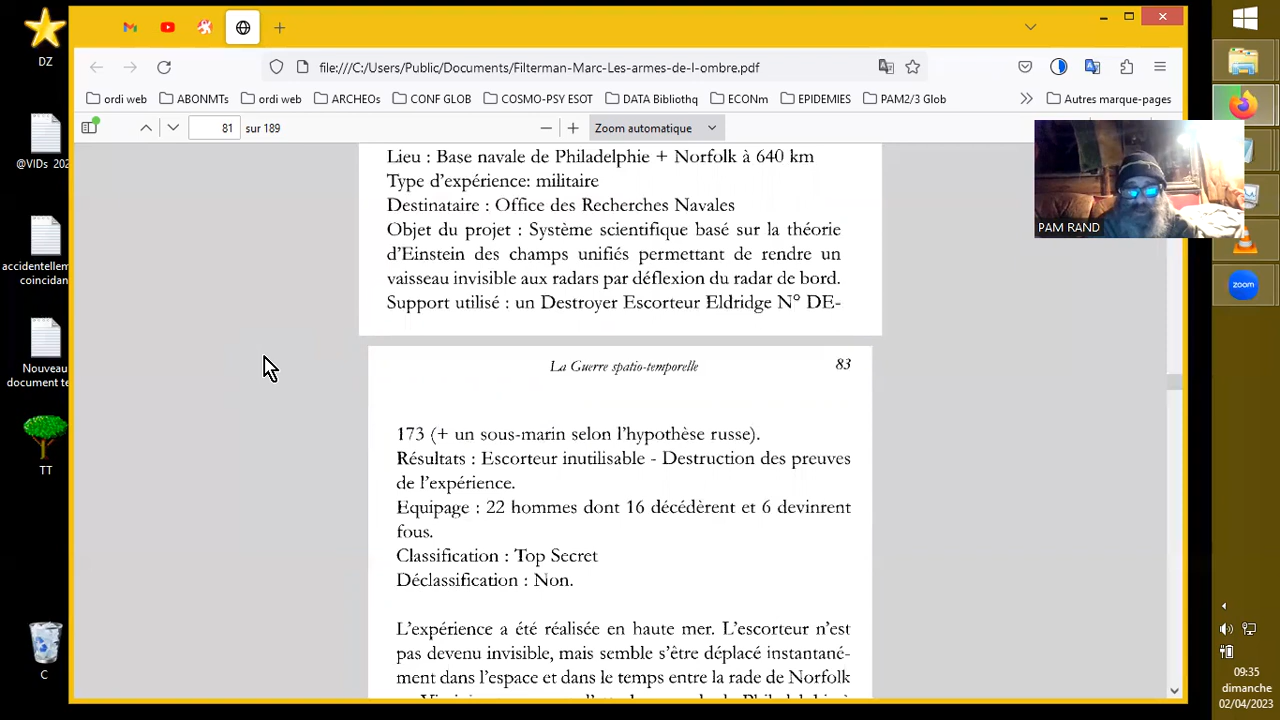 DZ
@VIDs 202
accidentellem
coincidan
Nouveau
document te
TT
C
file:///C:/Users/Public/Documents/Filterman-Marc-Les-armes-de-l-ombre.pdf
ordi web
ABONMTs
ordi web
ARCHEOs
CONF GLOB
COSMO-PSY ESOT
DATA Bibliothq
ECONm
EPIDEMIES
PAM2/3 Glob
Autres marque-pages
81 sur 189
Zoom automatique
Lieu : Base navale de Philadelphie + Norfolk à 640 km
Type d'expérience: militaire
Destinataire : Office des Recherches Navales
Objet du projet : Système scientifique basé sur la théorie
d'Einstein des champs unifiés permettant de rendre un
vaisseau invisible aux radars par déflexion du radar de bord.
Support utilisé : un Destroyer Escorteur Eldridge N° DE-
La Guerre spatio-temporelle 83
173 (+ un sous-marin selon l'hypothèse russe).
Résultats : Escorteur inutilisable - Destruction des preuves
de l'expérience.
Equipage : 22 hommes dont 16 décédèrent et 6 devinrent
fous.
Classification : Top Secret
Déclassification : Non.
L'expérience a été réalisée en haute mer. L'escorteur n'est
pas devenu invisible, mais semble s'être déplacé instantané-
ment dans l'espace et dans le temps entre la rade de Norfolk
PAM RAND
zoom
09:35
dimanche
02/04/2023